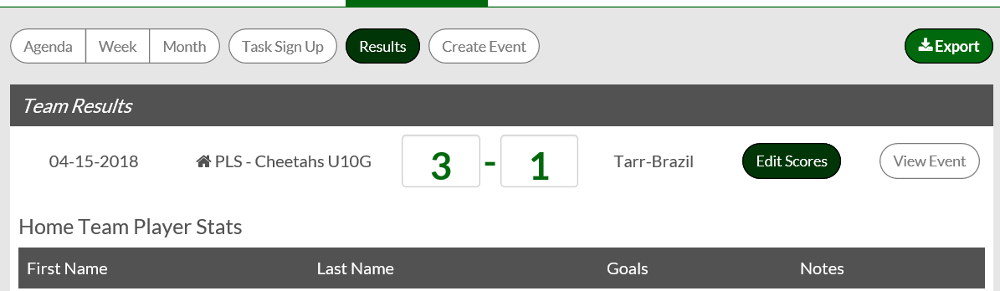 Agenda Week Month Task Sign Up Results Create Event Export
Team Results
04-15-2018 PLS - Cheetahs U10G 3 - 1 Tarr-Brazil Edit Scores View Event
Home Team Player Stats
First Name Last Name Goals Notes